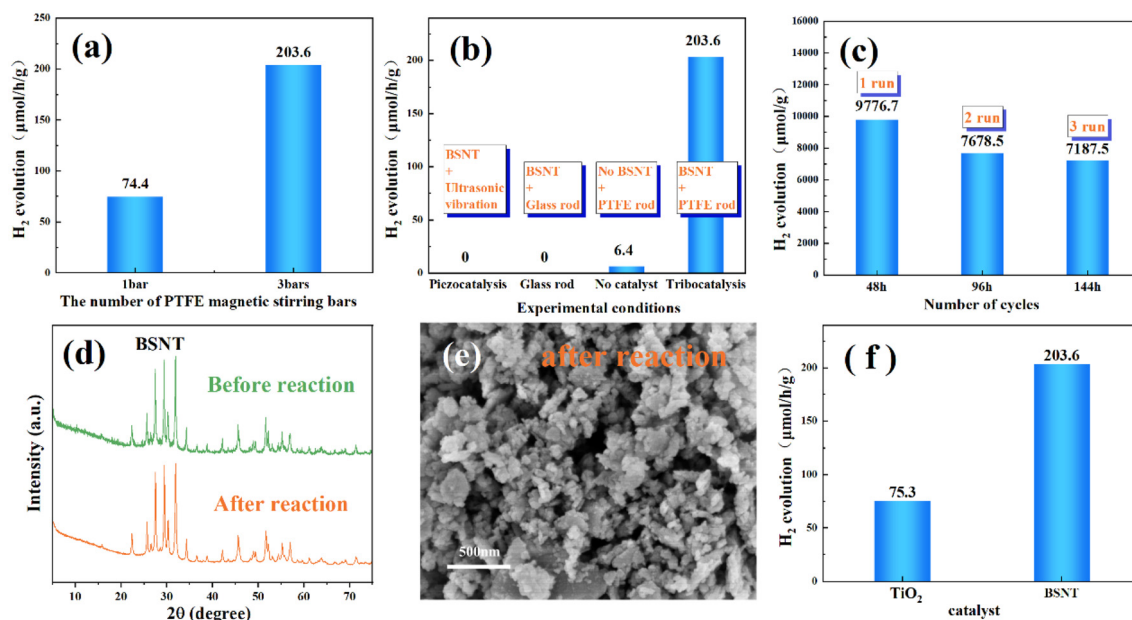 (a)
H₂ evolution（μmol/h/g）
250
200
150
100
50
0
74.4
203.6
1bar
3bars
The number of PTFE magnetic stirring bars
(b)
H₂ evolution（μmol/h/g）
200
150
100
50
0
203.6
BSNT
+
Ultrasonic
vibration
BSNT
+
Glass rod
No BSNT
+
PTFE rod
BSNT
+
PTFE rod
0
0
6.4
Piezocatalysis
Glass rod
No catalyst
Tribocatalysis
Experimental conditions
(c)
H₂ evolution（μmol/g）
16000
14000
12000
10000
8000
6000
4000
2000
0
1 run
9776.7
2 run
7678.5
3 run
7187.5
48h
96h
144h
Number of cycles
(d)
BSNT
Before reaction
After reaction
Intensity (a.u.)
10
20
30
40
50
60
70
2θ (degree)
(e)
after reaction
500nm
(f)
H₂ evolution（μmol/h/g）
200
150
100
50
0
75.3
203.6
TiO₂
BSNT
catalyst